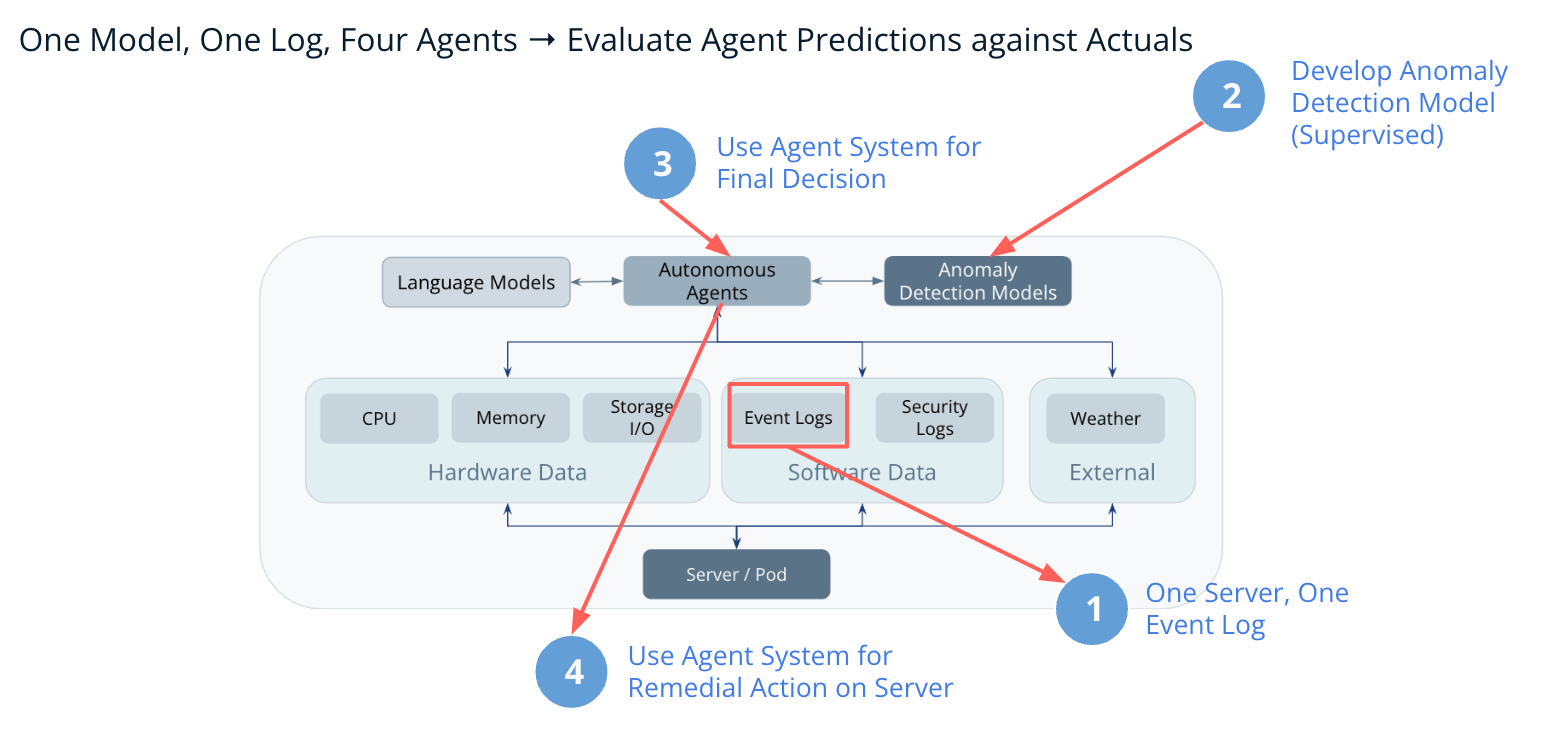 One Model, One Log, Four Agents → Evaluate Agent Predictions against Actuals
2
Develop Anomaly
Detection Model
(Supervised)
3
Use Agent System for
Final Decision
Language Models
Autonomous
Agents
Anomaly
Detection Models
CPU
Memory
Storage
I/O
Hardware Data
Event Logs
Security
Logs
Software Data
Weather
External
Server / Pod
1
One Server, One
Event Log
4
Use Agent System for
Remedial Action on Server